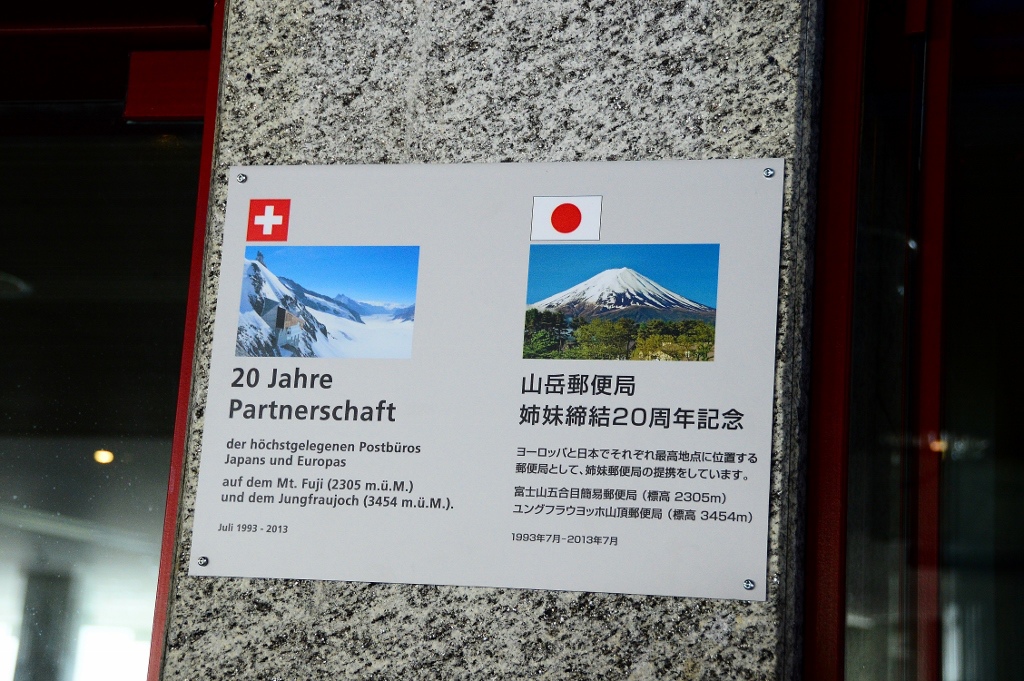 20 Jahre
Partnerschaft
der höchstgelegenen Postbüros
Japans und Europas
auf dem Mt. Fuji (2305 m.ü.M.)
und dem Jungfraujoch (3454 m.ü.M.).
Juli 1993 - 2013
山岳郵便局
姉妹締結20周年記念
ヨーロッパと日本でそれぞれ最高地点に位置する
郵便局として、姉妹郵便局の提携をしています。
富士山五合目簡易郵便局（標高 2305m）
ユングフラウヨッホ山頂郵便局（標高 3454m）
1993年7月-2013年7月